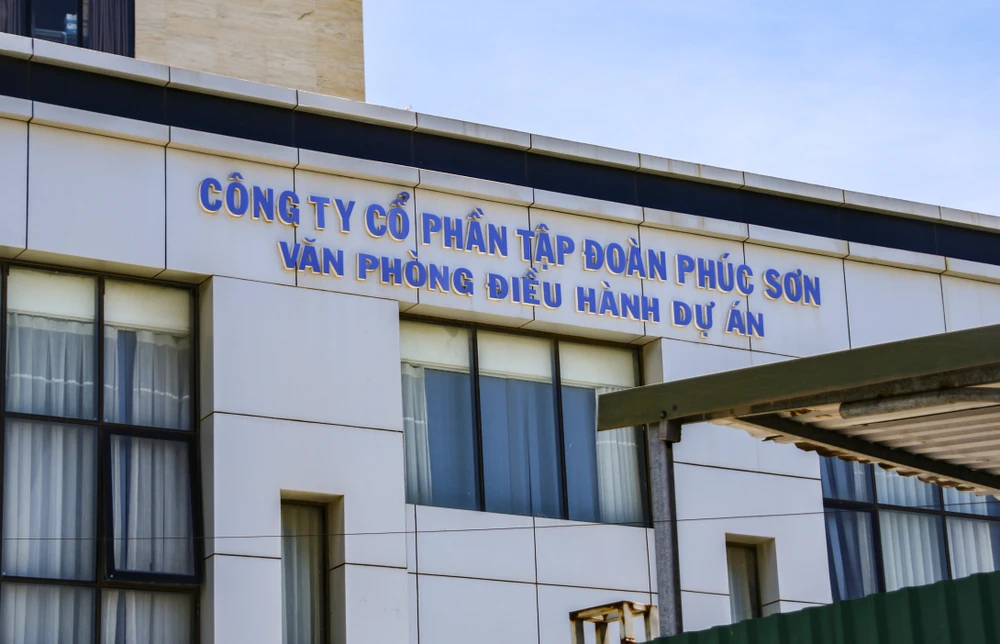 CÔNG TY CỔ PHẦN TẬP ĐOÀN PHÚC SƠN
VĂN PHÒNG ĐIỀU HÀNH DỰ ÁN